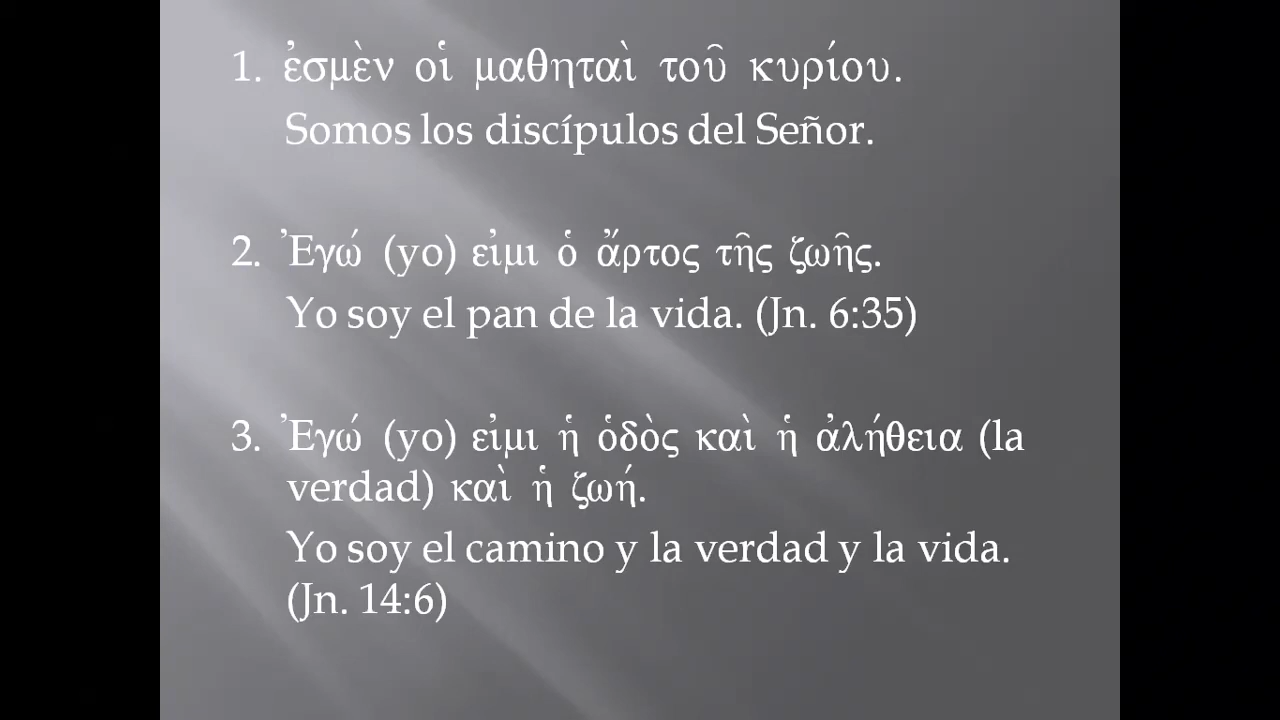 1. ἐσμὲν οἱ μαθηταὶ τοῦ κυρίου.
Somos los discípulos del Señor.
2. Ἐγώ (yo) εἰμι ὁ ἄρτος τῆς ζωῆς.
Yo soy el pan de la vida. (Jn. 6:35)
3. Ἐγώ (yo) εἰμι ἡ ὁδὸς καὶ ἡ ἀλήθεια (la
verdad) καὶ ἡ ζωή.
Yo soy el camino y la verdad y la vida.
(Jn. 14:6)